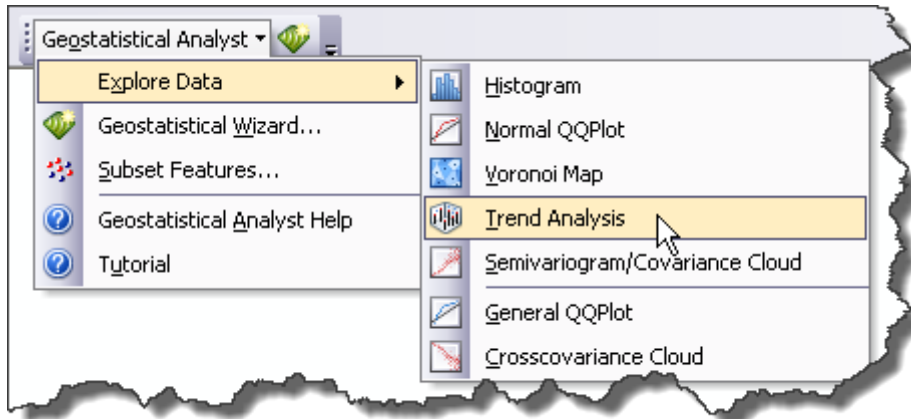 Geostatistical Analyst
Explore Data
Geostatistical Wizard...
Subset Features...
Geostatistical Analyst Help
Tutorial
Histogram
Normal QQPlot
Voronoi Map
Trend Analysis
Semivariogram/Covariance Cloud
General QQPlot
Crosscovariance Cloud